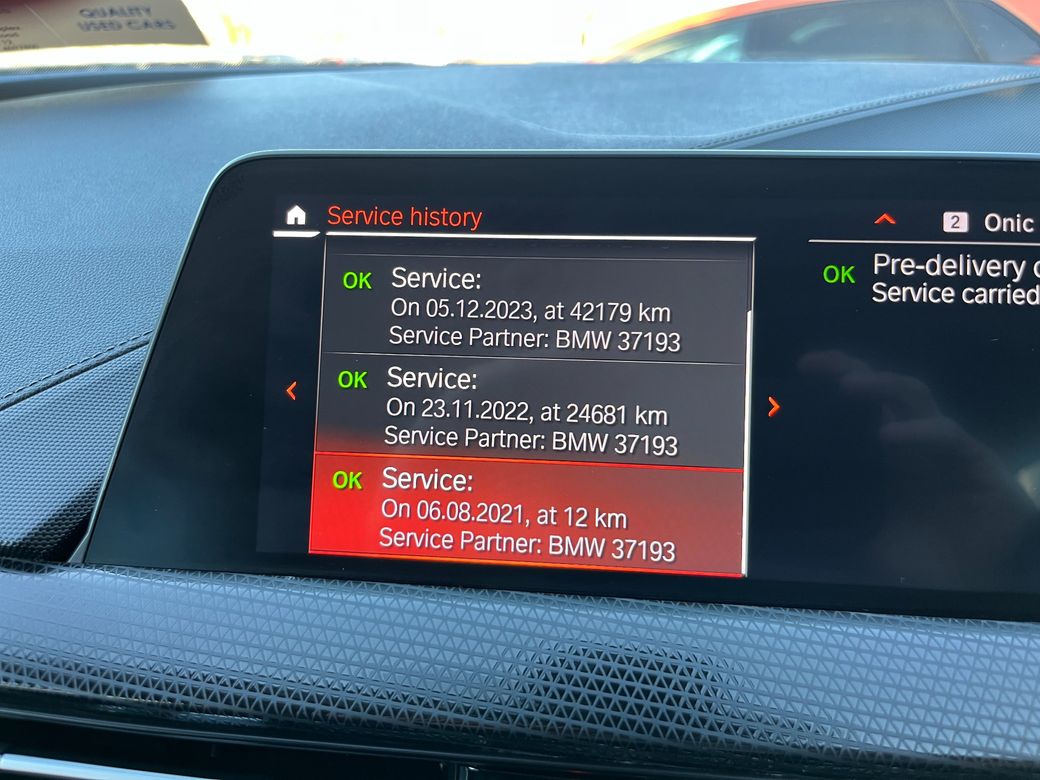 QUALITY
USED CARS
Service history
2 Onic
OK Service:
On 05.12.2023, at 42179 km
Service Partner: BMW 37193
OK Service:
On 23.11.2022, at 24681 km
Service Partner: BMW 37193
OK Service:
On 06.08.2021, at 12 km
Service Partner: BMW 37193
OK Pre-delivery
Service carried